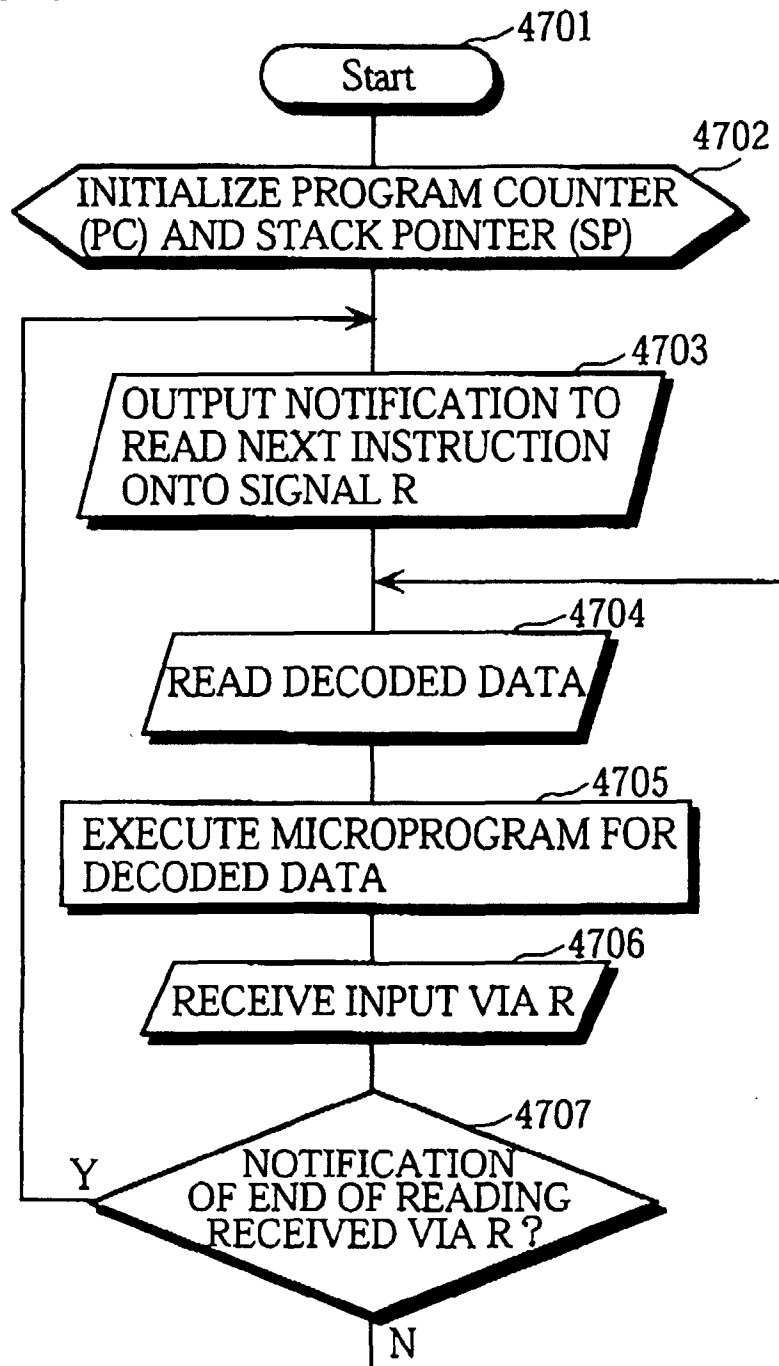 4701
Start
4702
INITIALIZE PROGRAM COUNTER
(PC) AND STACK POINTER (SP)
4703
OUTPUT NOTIFICATION TO
READ NEXT INSTRUCTION
ONTO SIGNAL R
4704
READ DECODED DATA
4705
EXECUTE MICROPROGRAM FOR
DECODED DATA
4706
RECEIVE INPUT VIA R
4707
Y
NOTIFICATION
OF END OF READING
RECEIVED VIA R?
N